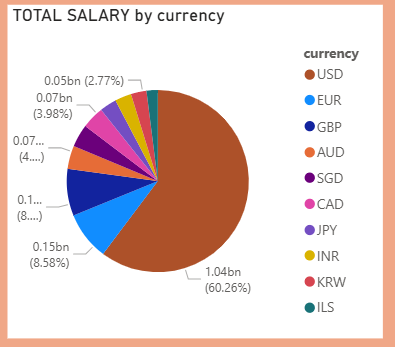 TOTAL SALARY by currency
currency
USD
EUR
GBP
AUD
SGD
CAD
JPY
INR
KRW
ILS
0.05bn (2.77%)
0.07bn
(3.98%)
0.07...
(4....)
0.1...
(8....)
0.15bn
(8.58%)
1.04bn
(60.26%)